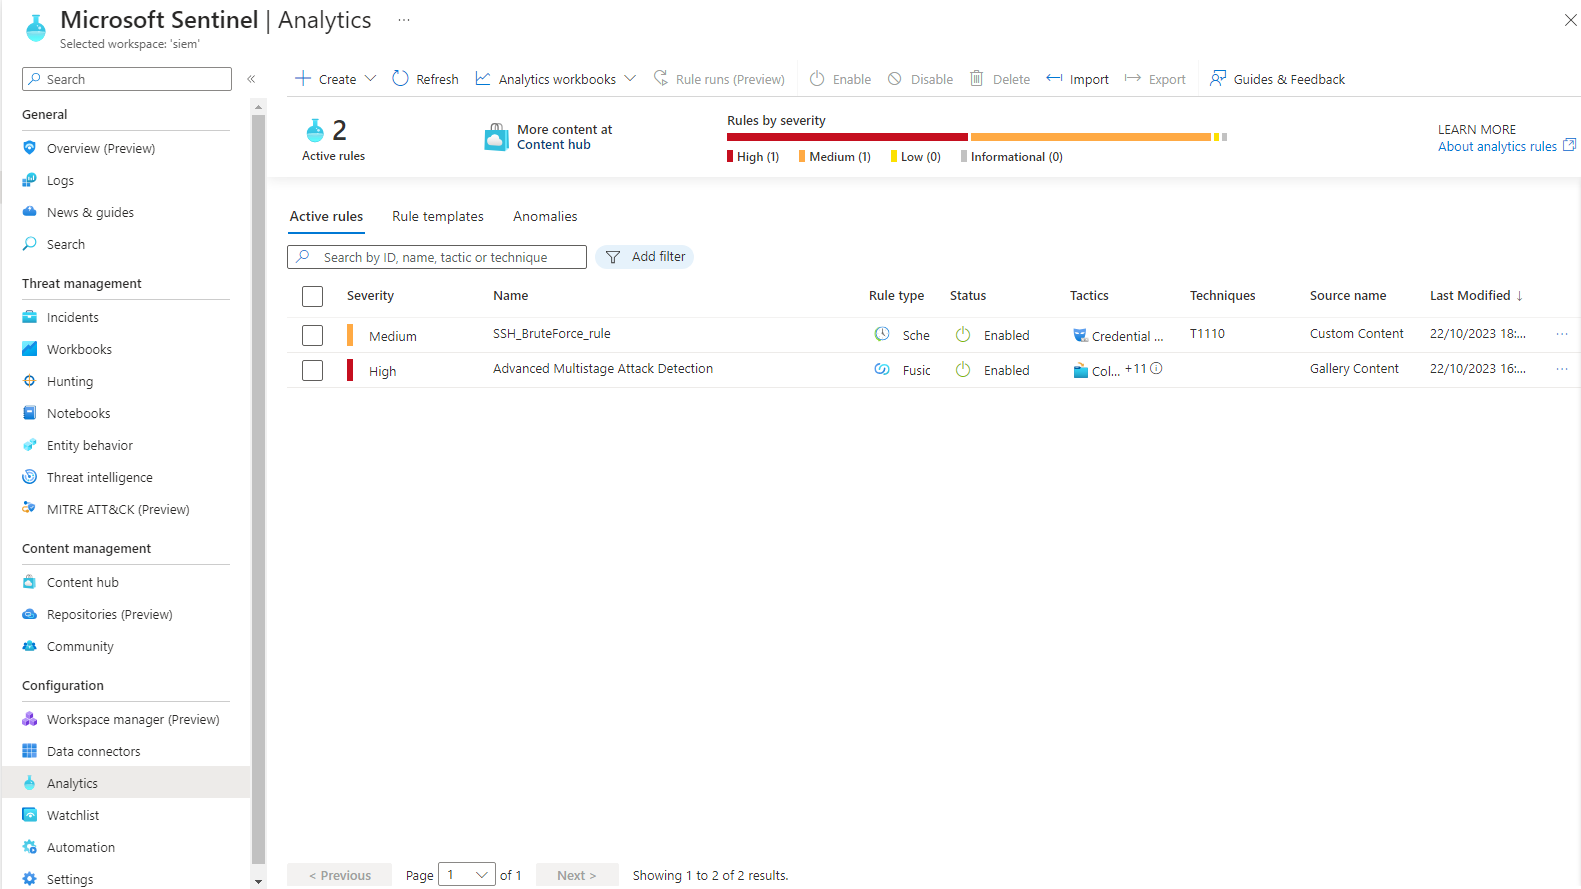 Microsoft Sentinel | Analytics ...
Selected workspace: 'siem'
Search
«
General
Overview (Preview)
Logs
News & guides
Search
Threat management
Incidents
Workbooks
Hunting
Notebooks
Entity behavior
Threat intelligence
MITRE ATT&CK (Preview)
Content management
Content hub
Repositories (Preview)
Community
Configuration
Workspace manager (Preview)
Data connectors
Analytics
Watchlist
Automation
Settings
Create Refresh Analytics workbooks Rule runs (Preview) Enable Disable Delete Import Export Guides & Feedback
2
Active rules
More content at
Content hub
Rules by severity
High (1) Medium (1) Low (0) Informational (0)
LEARN MORE
About analytics rules
Active rules Rule templates Anomalies
Search by ID, name, tactic or technique Add filter
Severity Name Rule type Status Tactics Techniques Source name Last Modified ↓
Medium SSH_BruteForce_rule Sche Enabled Credential ... T1110 Custom Content 22/10/2023 18:... ...
High Advanced Multistage Attack Detection Fusic Enabled Col... +11 Gallery Content 22/10/2023 16:... ...
< Previous Page 1 of 1 Next > Showing 1 to 2 of 2 results.